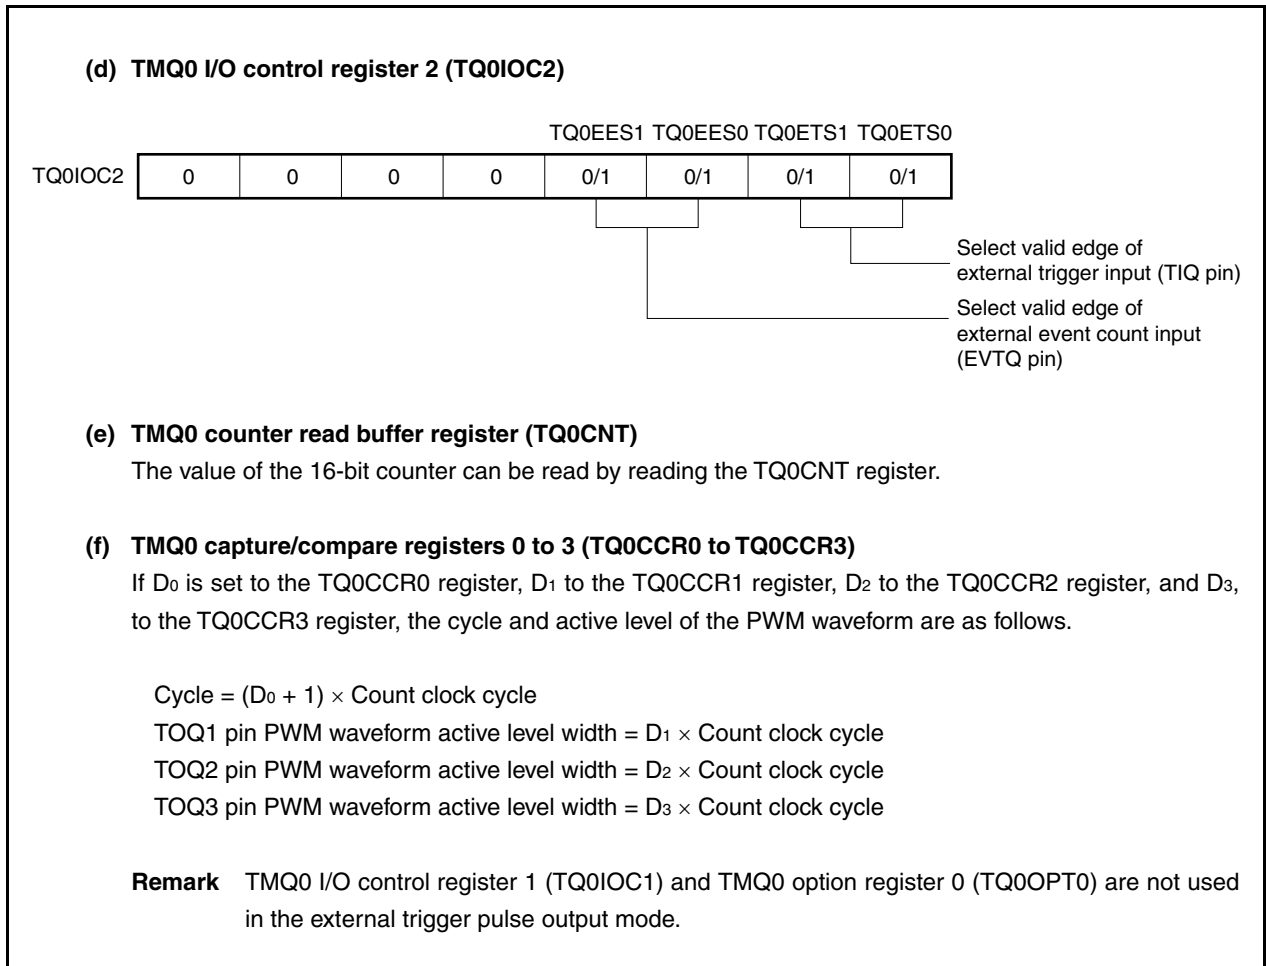 (d) TMQ0 I/O control register 2 (TQ0IOC2)
TQ0EES1 TQ0EES0 TQ0ETS1 TQ0ETS0
TQ0IOC2 0 0 0 0 0/1 0/1 0/1 0/1
Select valid edge of
external trigger input (TIQ pin)
Select valid edge of
external event count input
(EVTQ pin)
(e) TMQ0 counter read buffer register (TQ0CNT)
The value of the 16-bit counter can be read by reading the TQ0CNT register.
(f) TMQ0 capture/compare registers 0 to 3 (TQ0CCR0 to TQ0CCR3)
If D0 is set to the TQ0CCR0 register, D1 to the TQ0CCR1 register, D2 to the TQ0CCR2 register, and D3,
to the TQ0CCR3 register, the cycle and active level of the PWM waveform are as follows.
Cycle = (D0 + 1) × Count clock cycle
TOQ1 pin PWM waveform active level width = D1 × Count clock cycle
TOQ2 pin PWM waveform active level width = D2 × Count clock cycle
TOQ3 pin PWM waveform active level width = D3 × Count clock cycle
Remark TMQ0 I/O control register 1 (TQ0IOC1) and TMQ0 option register 0 (TQ0OPT0) are not used
in the external trigger pulse output mode.